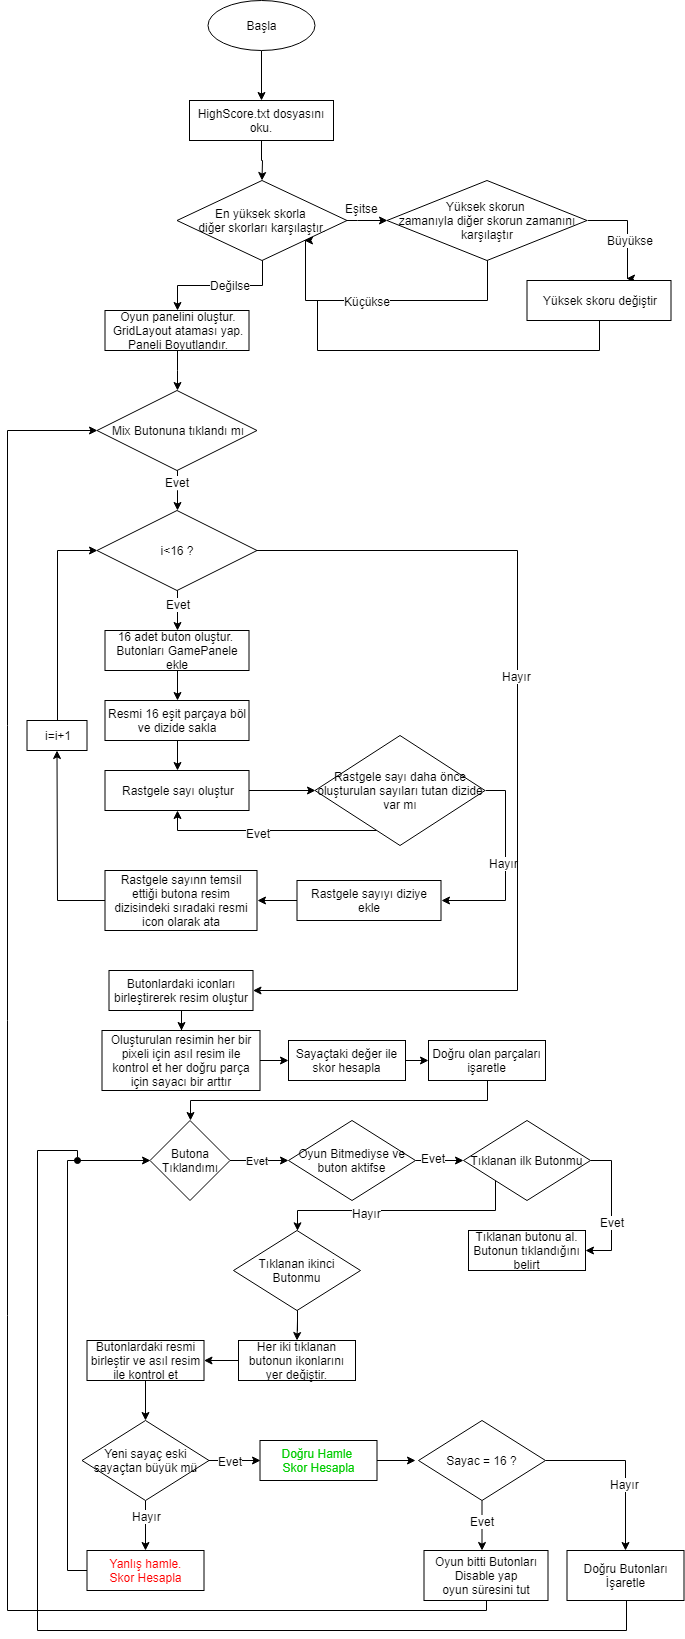 Başla
HighScore.txt dosyasını
oku.
En yüksek skorla
diğer skorları karşılaştır
Eşitse
Yüksek skorun
zamanıyla diğer skorun zamanını
karşılaştır
Büyükse
Yüksek skoru değiştir
Küçükse
Değilse
Oyun panelini oluştur.
GridLayout ataması yap.
Paneli Boyutlandır.
Mix Butonuna tıklandı mı
Evet
i<16 ?
Evet
Hayır
16 adet buton oluştur.
Butonları GamePanele
ekle
Resmi 16 eşit parçaya böl
ve dizide sakla
i=i+1
Rastgele sayı oluştur
Rastgele sayı daha önce
oluşturulan sayıları tutan dizide
var mı
Evet
Hayır
Rastgele sayıyı diziye
ekle
Rastgele sayınn temsil
ettiği butona resim
dizisindeki sıradaki resmi
icon olarak ata
Butonlardaki iconları
birleştirerek resim oluştur
Oluşturulan resimin her bir
pixeli için asıl resim ile
kontrol et her doğru parça
için sayacı bir arttır
Sayaçtaki değer ile
skor hesapla
Doğru olan parçaları
işaretle
Butona
Tıklandımı
Evet
Oyun Bitmediyse ve
buton aktifse
Evet
Tıklanan ilk Butonmu
Evet
Tıklanan butonu al.
Butonun tıklandığını
belirt
Hayır
Tıklanan ikinci
Butonmu
Her iki tıklanan
butonun ikonlarını
yer değiştir.
Butonlardaki resmi
birleştir ve asıl resim
ile kontrol et
Yeni sayaç eski
sayaçtan büyük mü
Evet
Doğru Hamle
Skor Hesapla
Sayac = 16 ?
Hayır
Hayır
Evet
Yanlış hamle.
Skor Hesapla
Oyun bitti Butonları
Disable yap
oyun süresini tut
Doğru Butonları
İşaretle